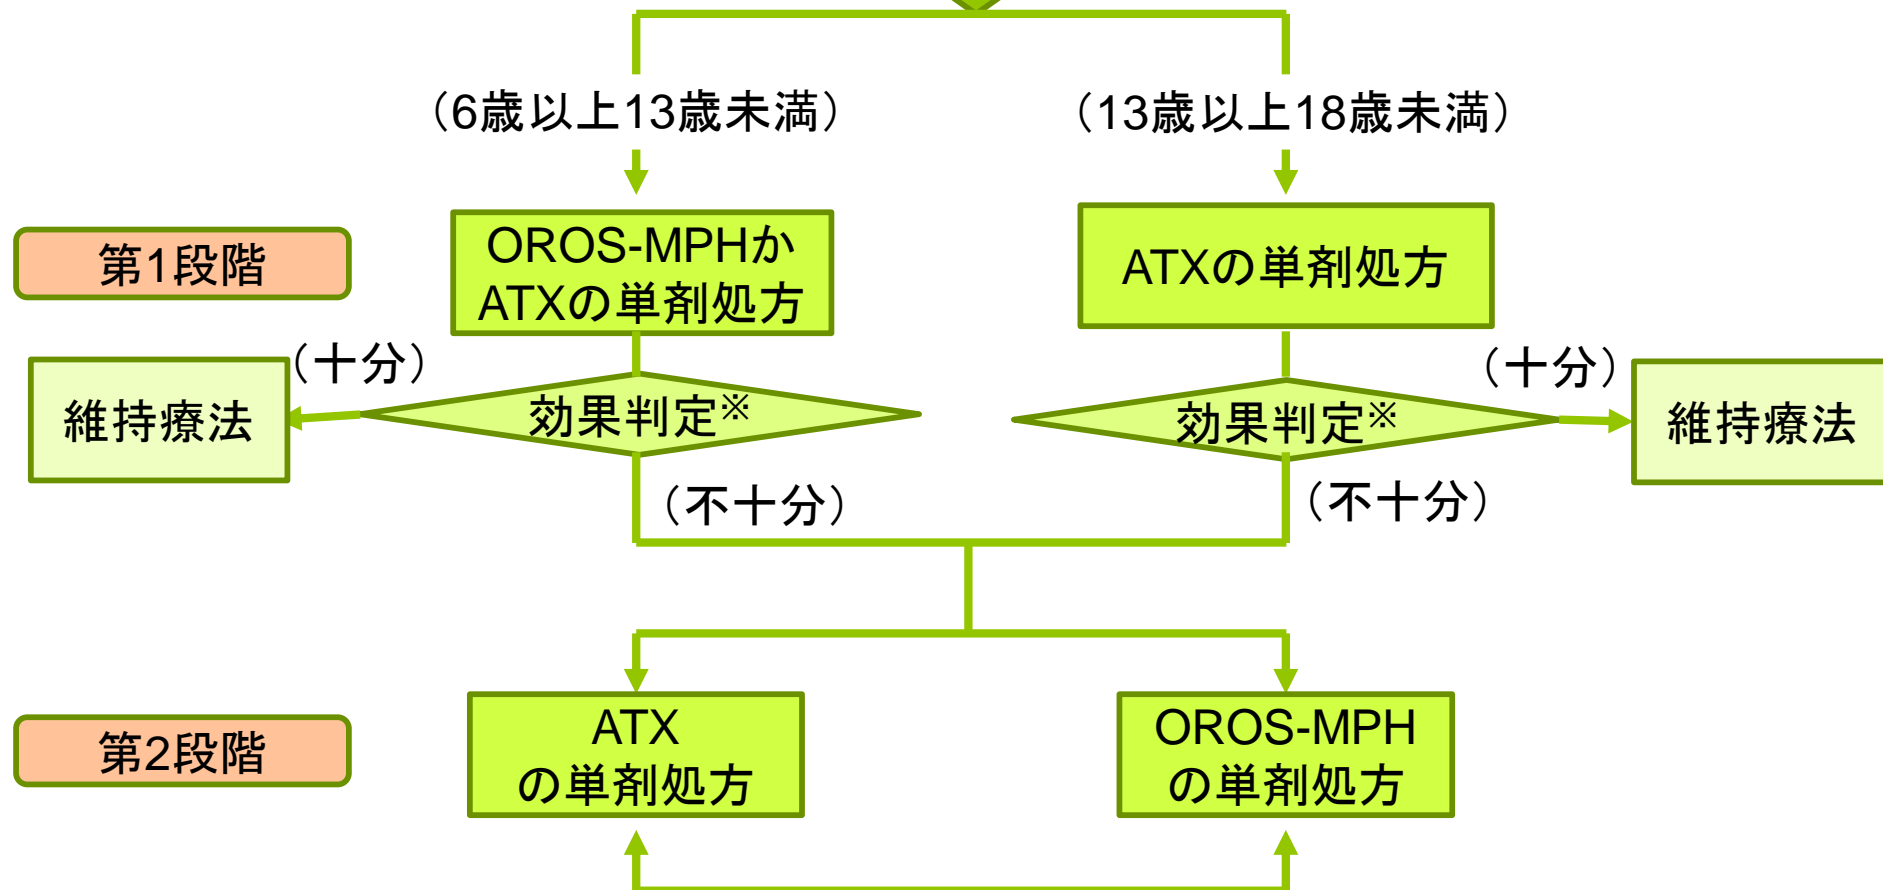 （6歳以上13歳未満）
（13歳以上18歳未満）
第1段階
OROS-MPHか
ATXの単剤処方
ATXの単剤処方
（十分）
（十分）
維持療法
効果判定※
効果判定※
維持療法
（不十分）
（不十分）
第2段階
ATX
の単剤処方
OROS-MPH
の単剤処方